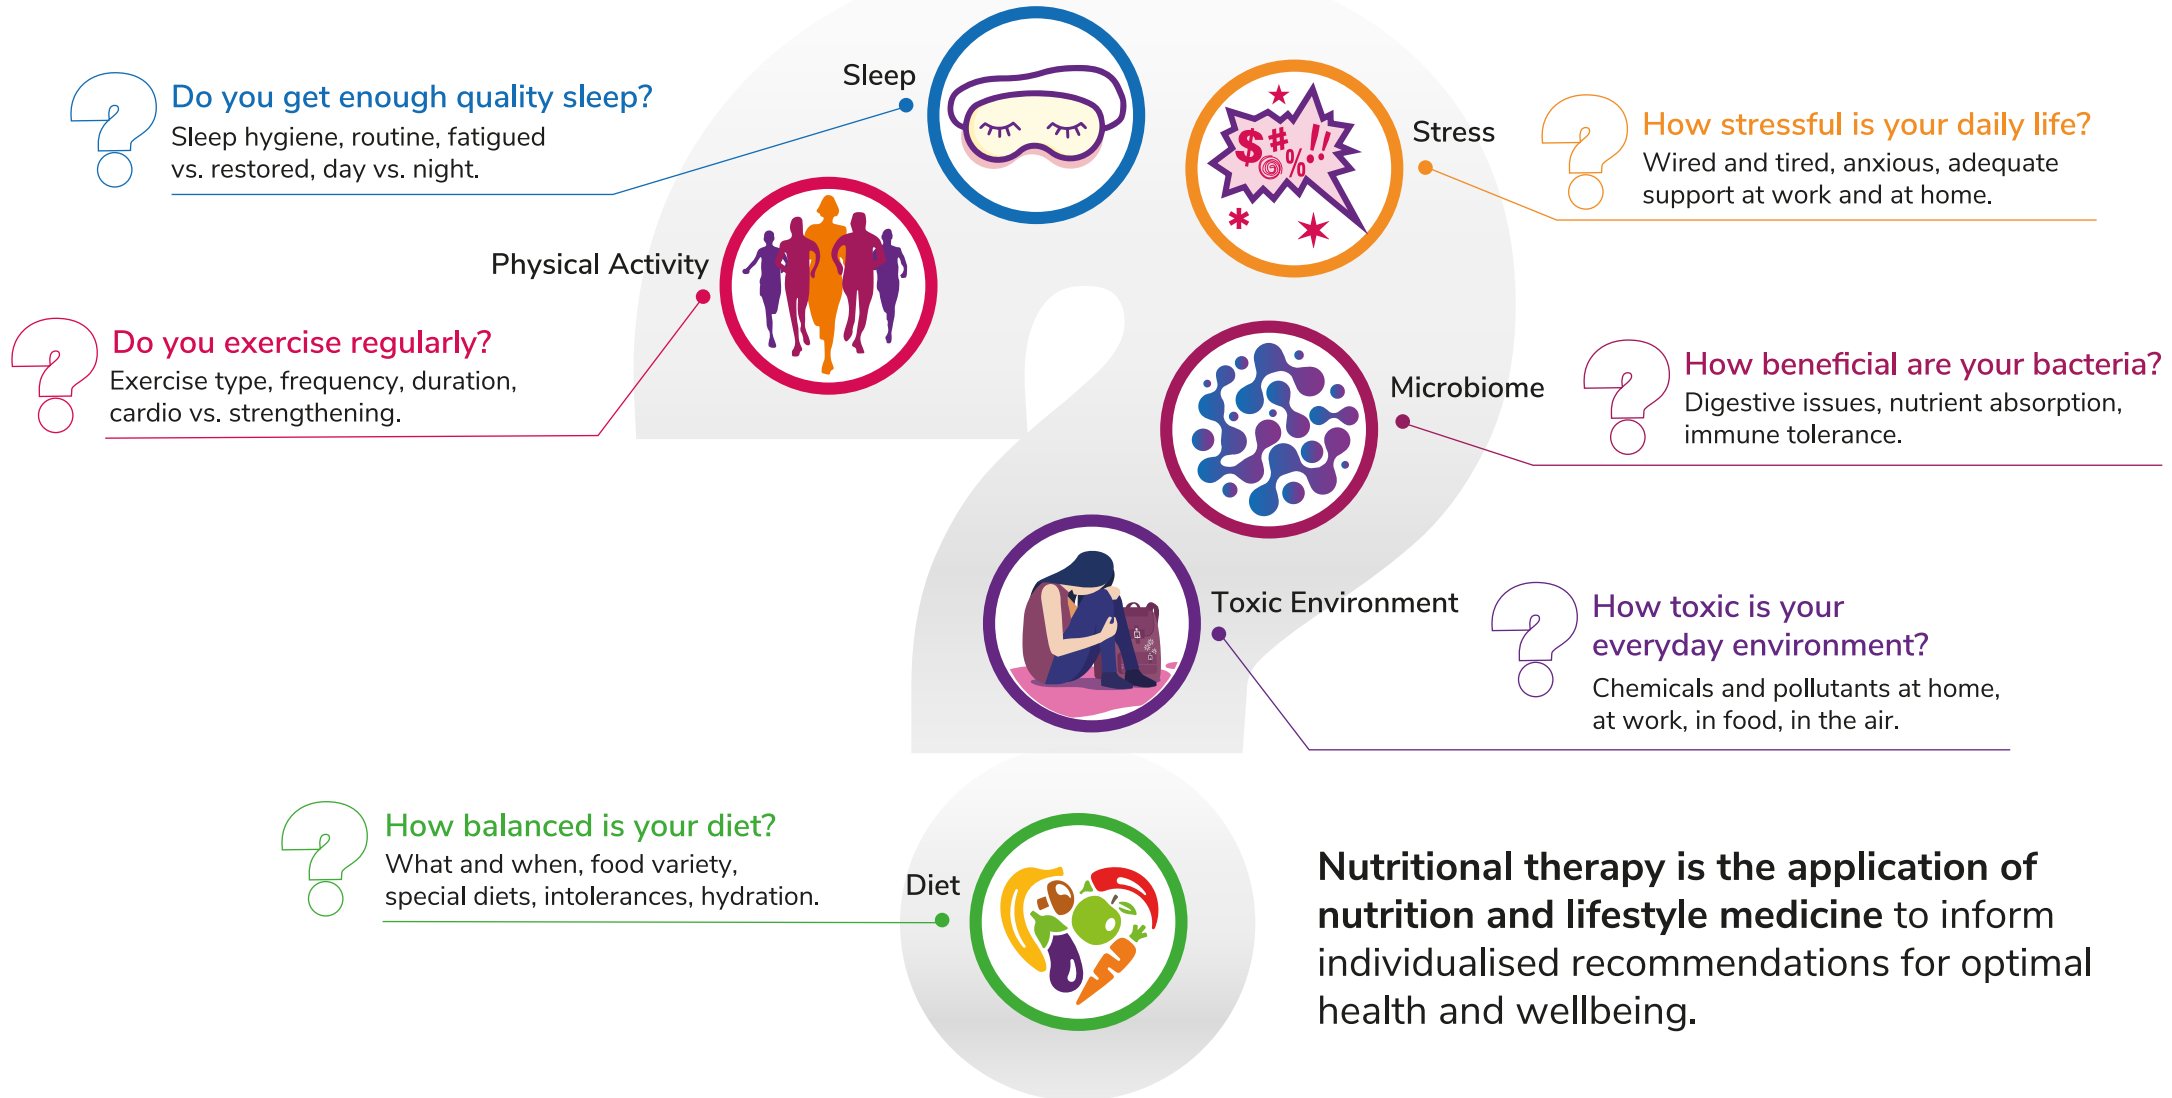 Sleep
Do you get enough quality sleep?
Sleep hygiene, routine, fatigued
vs. restored, day vs. night.
Stress
$#!!
@%
How stressful is your daily life?
Wired and tired, anxious, adequate
support at work and at home.
Physical Activity
Do you exercise regularly?
Exercise type, frequency, duration,
cardio vs. strengthening.
Microbiome
How beneficial are your bacteria?
Digestive issues, nutrient absorption,
immune tolerance.
Toxic Environment
How toxic is your
everyday environment?
Chemicals and pollutants at home,
at work, in food, in the air.
Diet
How balanced is your diet?
What and when, food variety,
special diets, intolerances, hydration.
Nutritional therapy is the application of
nutrition and lifestyle medicine to inform
individualised recommendations for optimal
health and wellbeing.